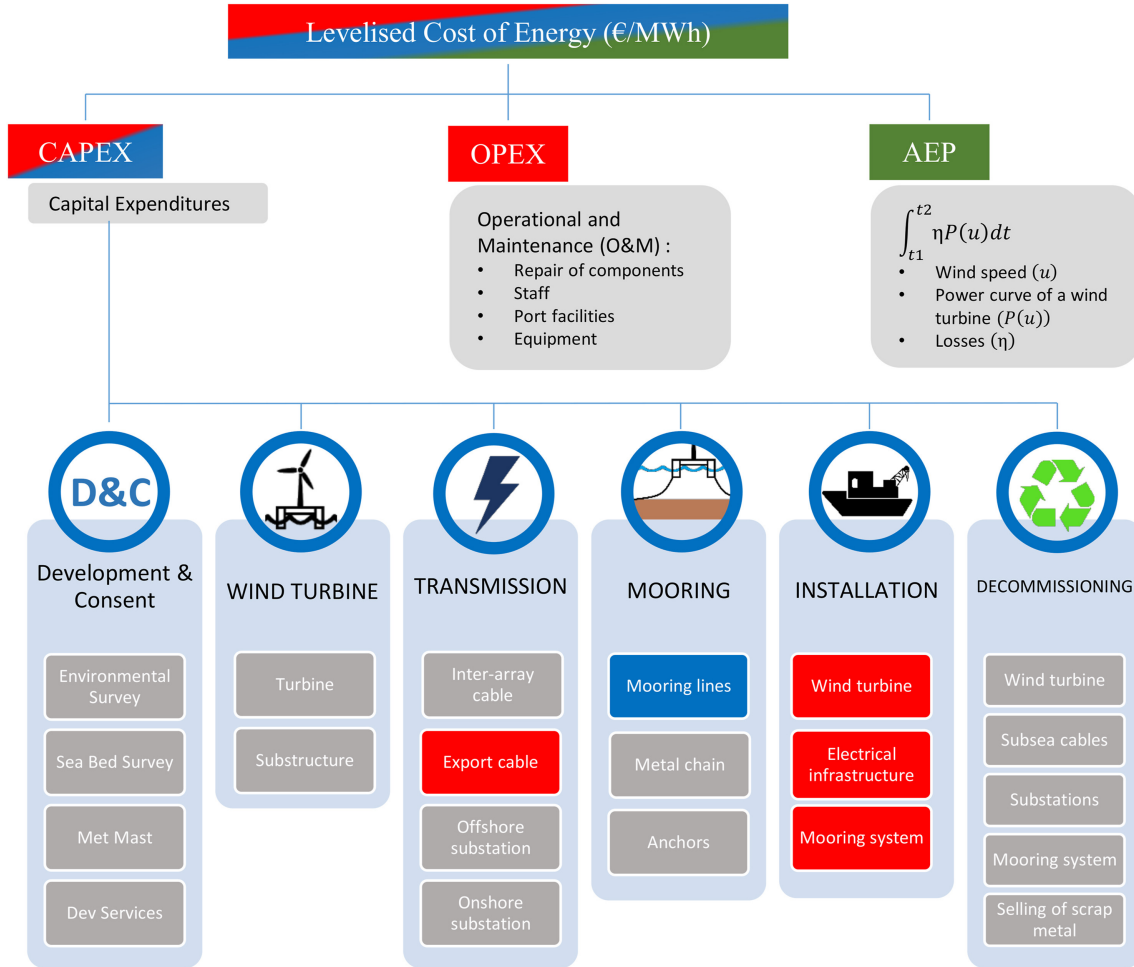 Levelised Cost of Energy (€/MWh)
CAPEX
OPEX
AEP
Capital Expenditures
Operational and
Maintenance (O&M) :
• Repair of components
• Staff
• Port facilities
• Equipment
∫_{t1}^{t2} ηP(u)dt
• Wind speed (u)
• Power curve of a wind
turbine (P(u))
• Losses (η)
D&C
Development &
Consent
Environmental
Survey
Sea Bed Survey
Met Mast
Dev Services
WIND TURBINE
Turbine
Substructure
TRANSMISSION
Inter-array
cable
Export cable
Offshore
substation
Onshore
substation
MOORING
Mooring lines
Metal chain
Anchors
INSTALLATION
Wind turbine
Electrical
infrastructure
Mooring system
DECOMMISSIONING
Wind turbine
Subsea cables
Substations
Mooring system
Selling of scrap
metal